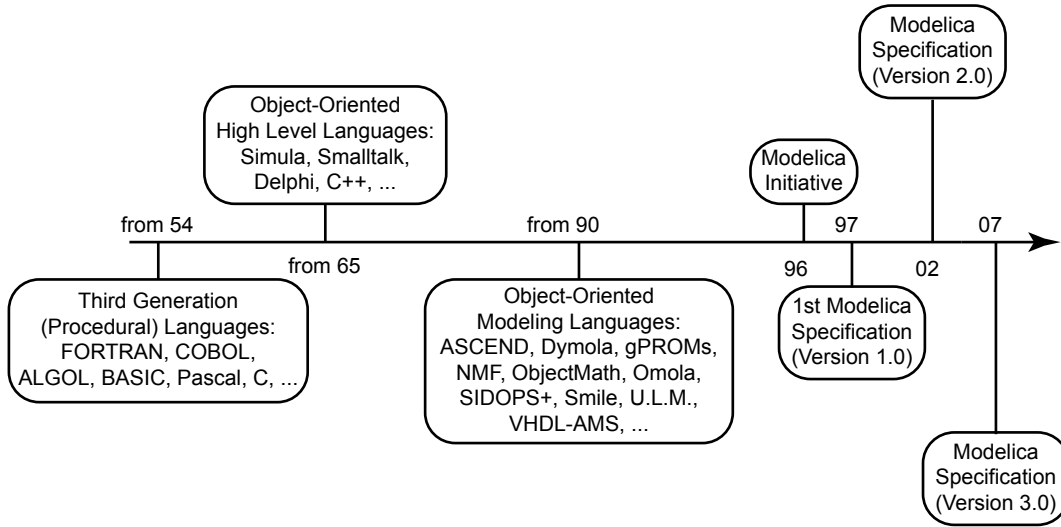 Modelica
Specification
(Version 2.0)
Object-Oriented
High Level Languages:
Simula, Smalltalk,
Delphi, C++, ...
Modelica
Initiative
from 54
from 90
97
07
from 65
96
02
Third Generation
(Procedural) Languages:
FORTRAN, COBOL,
ALGOL, BASIC, Pascal, C, ...
Object-Oriented
Modeling Languages:
ASCEND, Dymola, gPROMs,
NMF, ObjectMath, Omola,
SIDOPS+, Smile, U.L.M.,
VHDL-AMS, ...
1st Modelica
Specification
(Version 1.0)
Modelica
Specification
(Version 3.0)